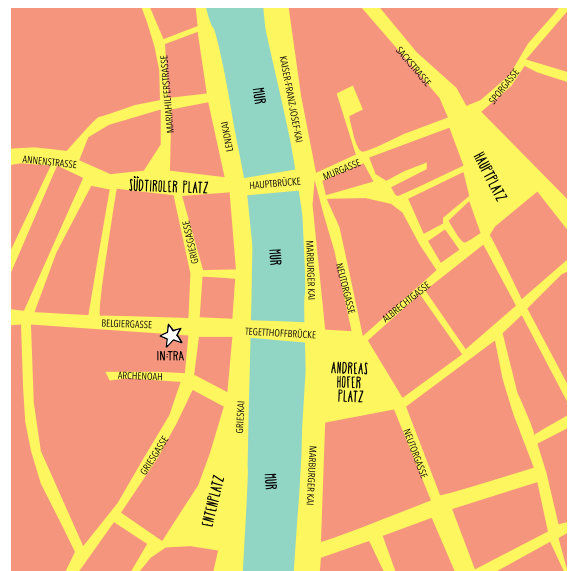 SACKSTRASSE
SPORGASSE
KAISER-FRANZ-JOSEF-KAI
MUR
MARIAHILFERSTRASSE
LENDKAI
ANNENSTRASSE
MURGASSE
HAUPTPLATZ
SÜDTIROLER PLATZ
HAUPTBRÜCKE
GRIESGASSE
MUR
MARBURGER KAI
NEUTORGASSE
ALBRECHTGASSE
BELGIERGASSE
TEGETTHOFFBRÜCKE
IN-TRA
ANDREAS
HOFER
PLATZ
ARCHENOAH
GRIESKAI
GRIESGASSE
NEUTORGASSE
MUR
MARBURGER KAI
ENTENPLATZ